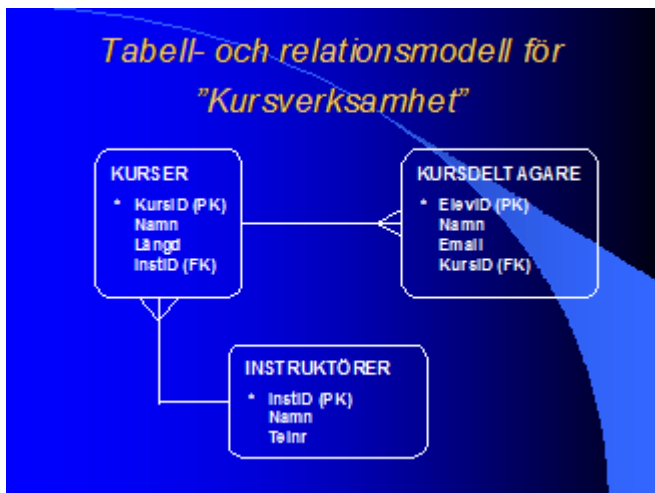 Tabell- och relationsmodell för
"Kursverksamhet"
KURSER
* KursID (PK)
Namn
Längd
InstID (FK)
KURSDELTAGARE
* ElevID (PK)
Namn
Email
KursID (FK)
INSTRUKTÖRER
* InstID (PK)
Namn
Telnr